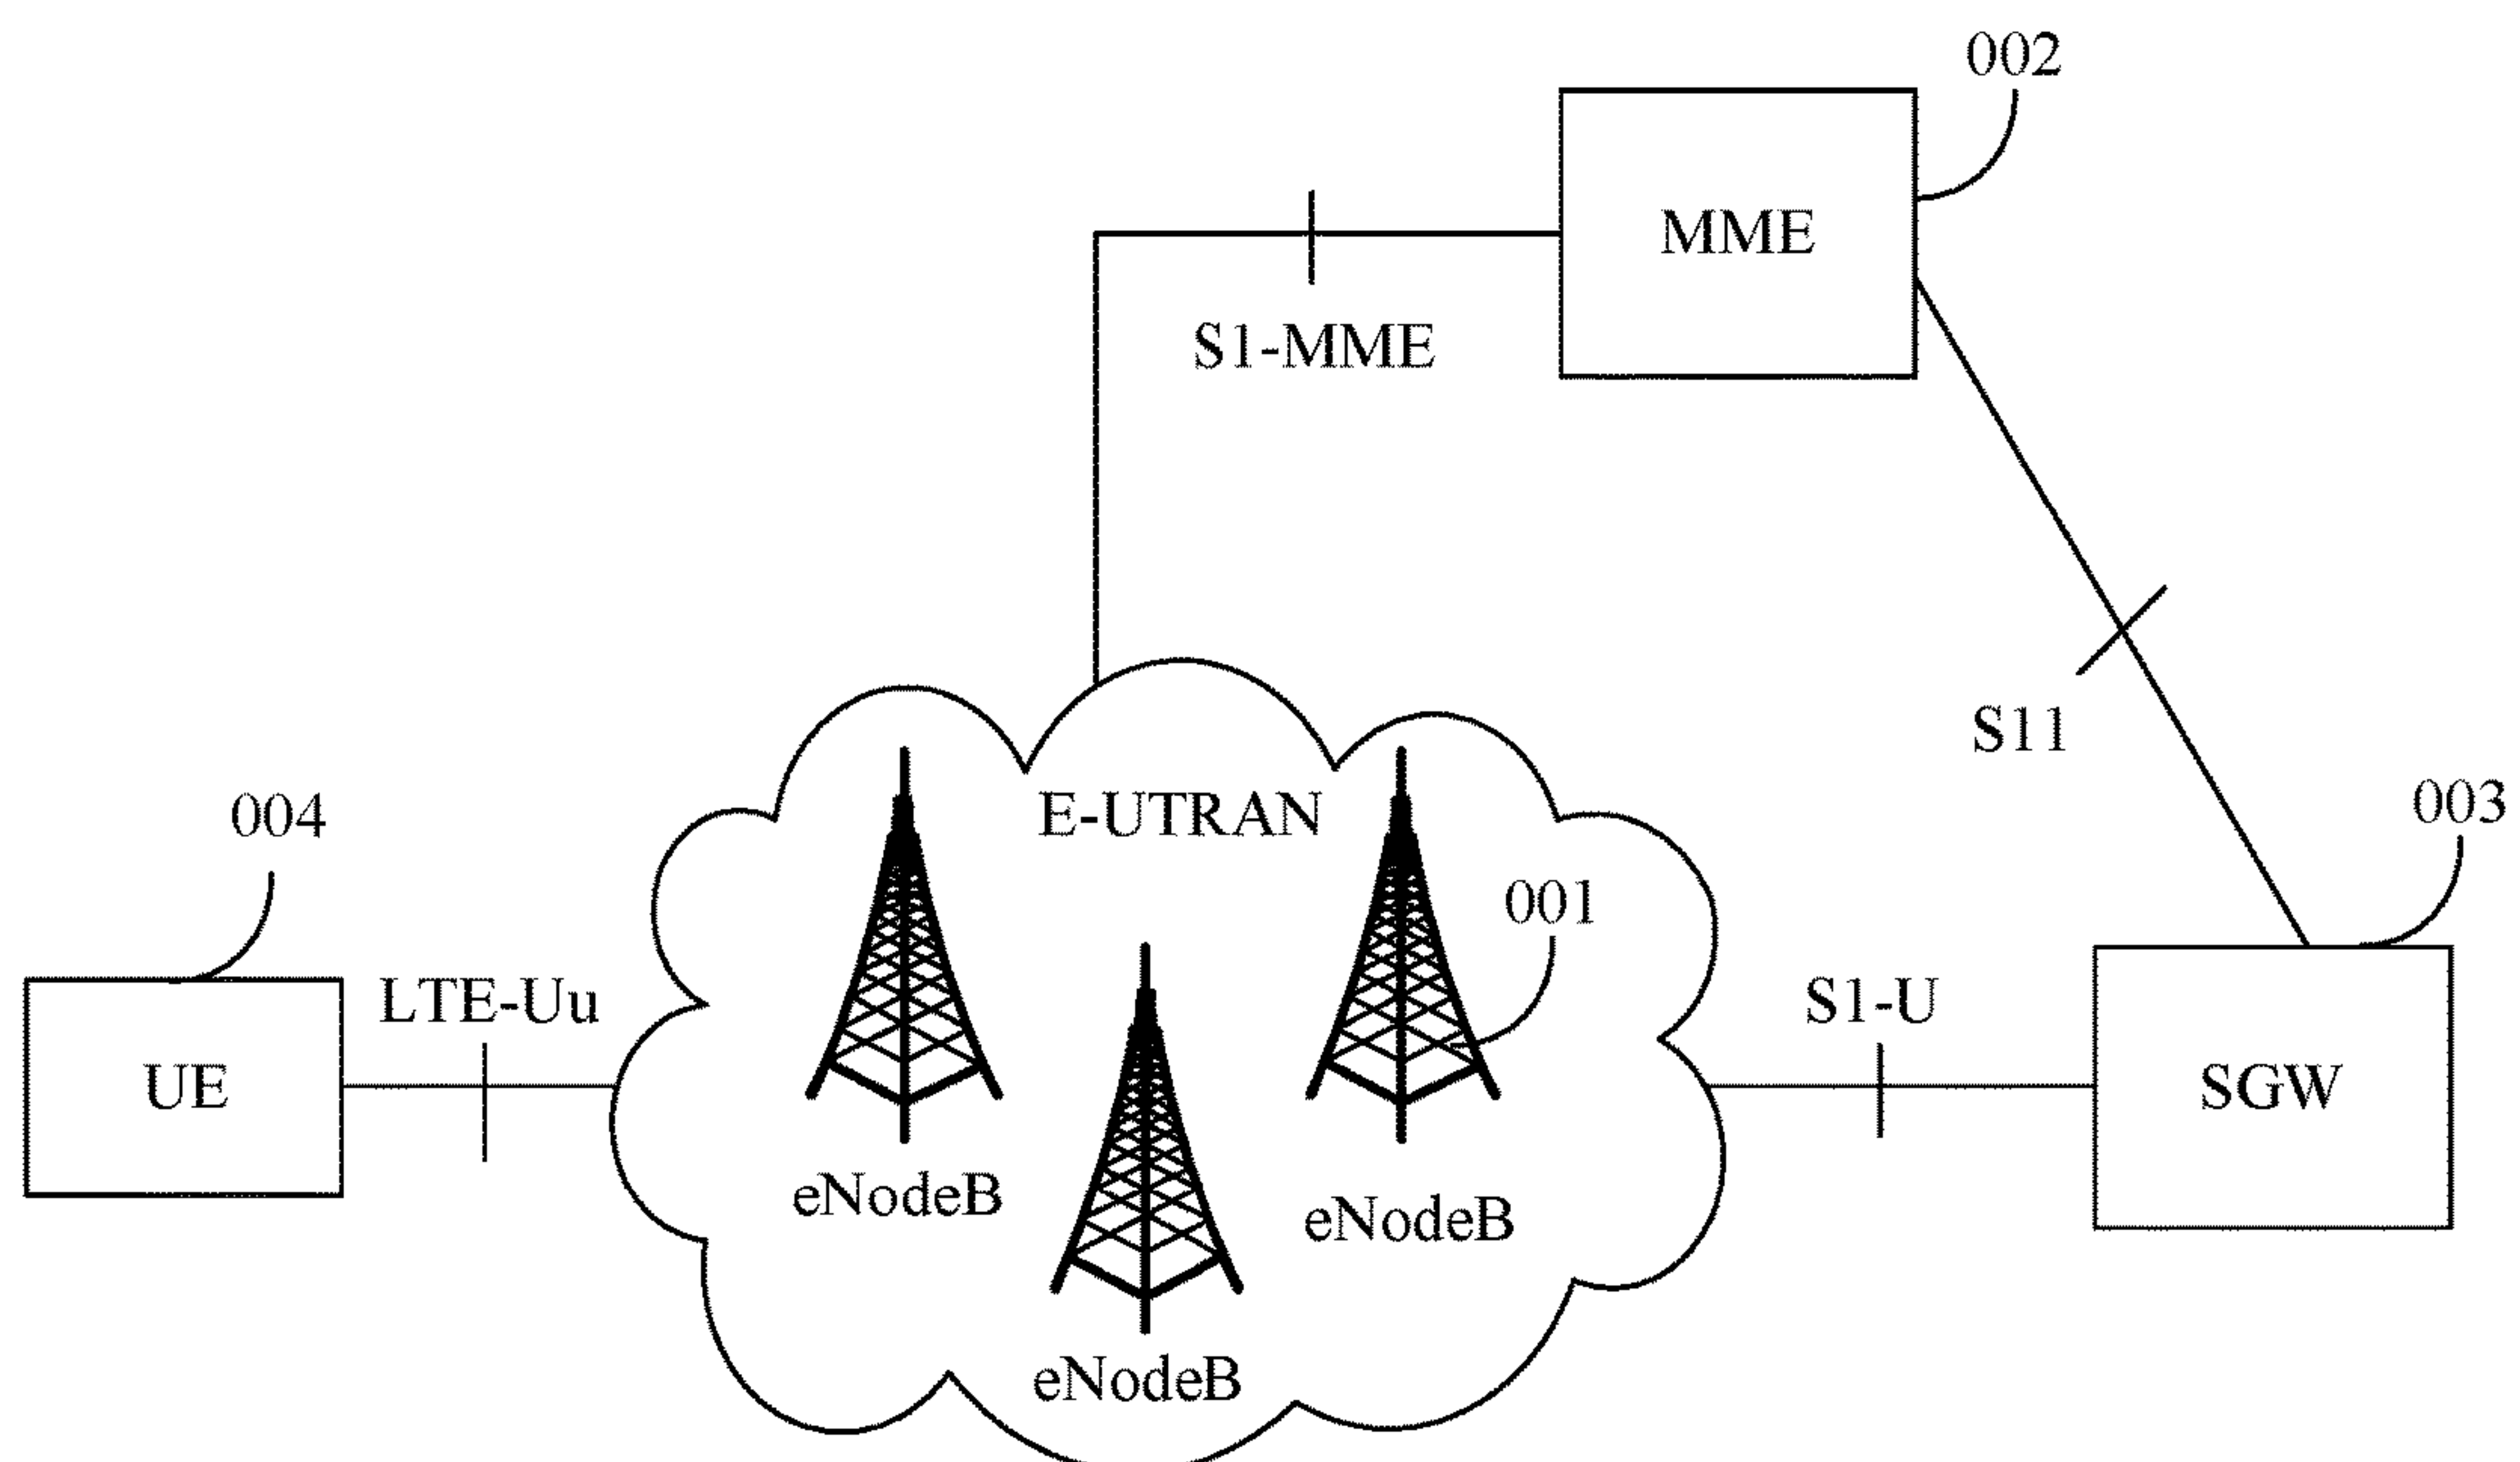 002
MME
S1-MME
S11
004
E-UTRAN
003
001
LTE-Uu
S1-U
UE
SGW
eNodeB
eNodeB
eNodeB